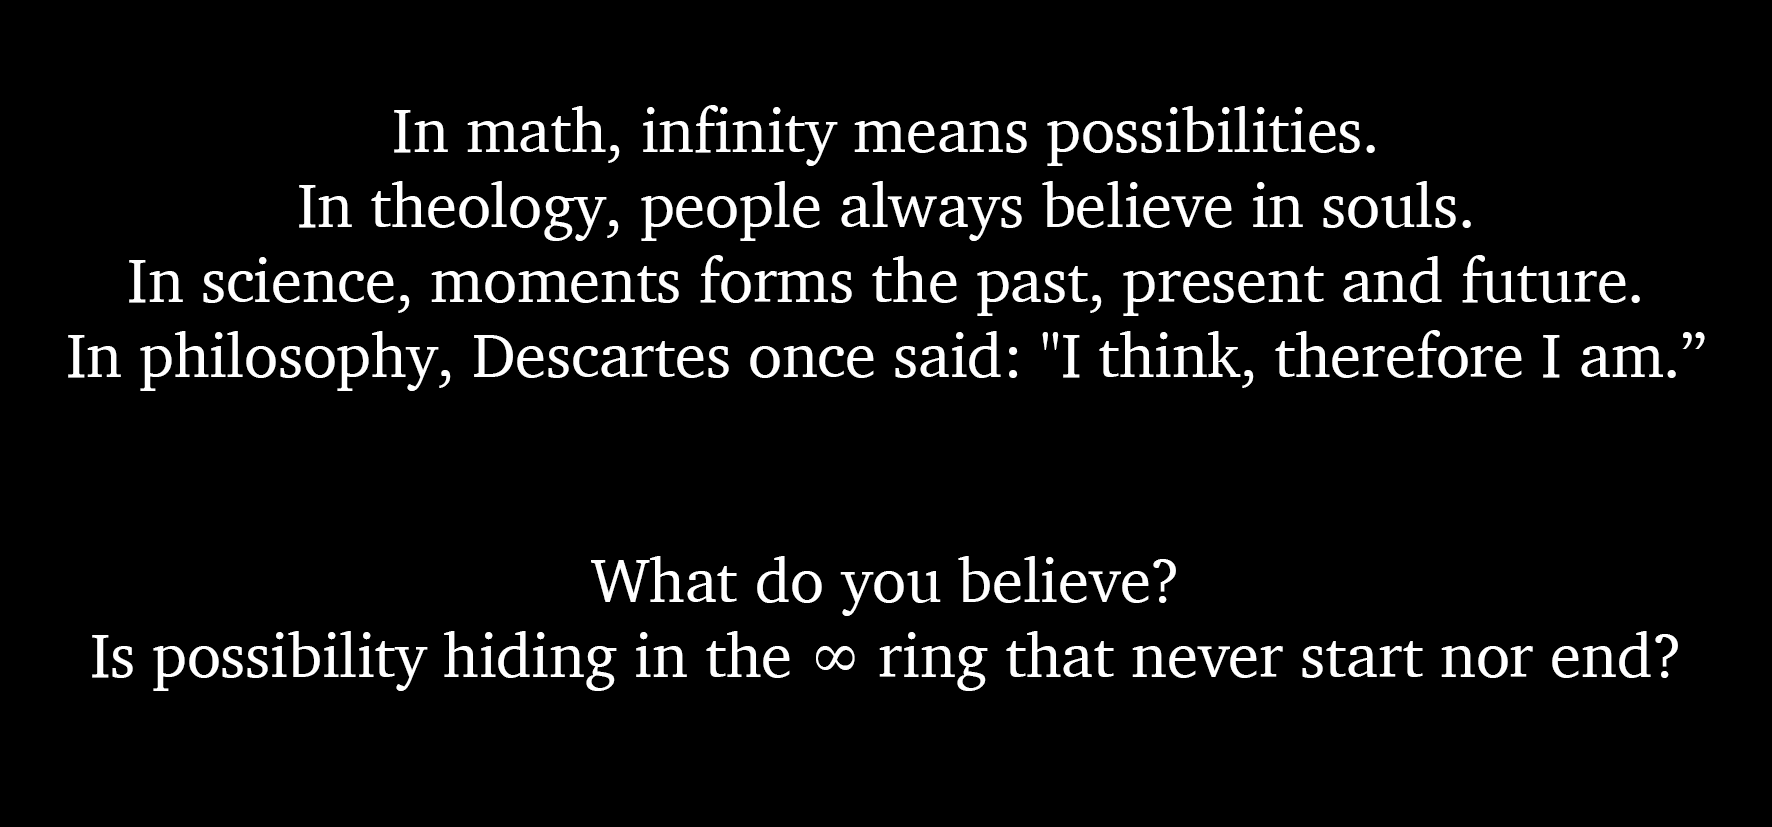 In math, infinity means possibilities.
In theology, people always believe in souls.
In science, moments forms the past, present and future.
In philosophy, Descartes once said: "I think, therefore I am.”
What do you believe?
Is possibility hiding in the ∞ ring that never start nor end?